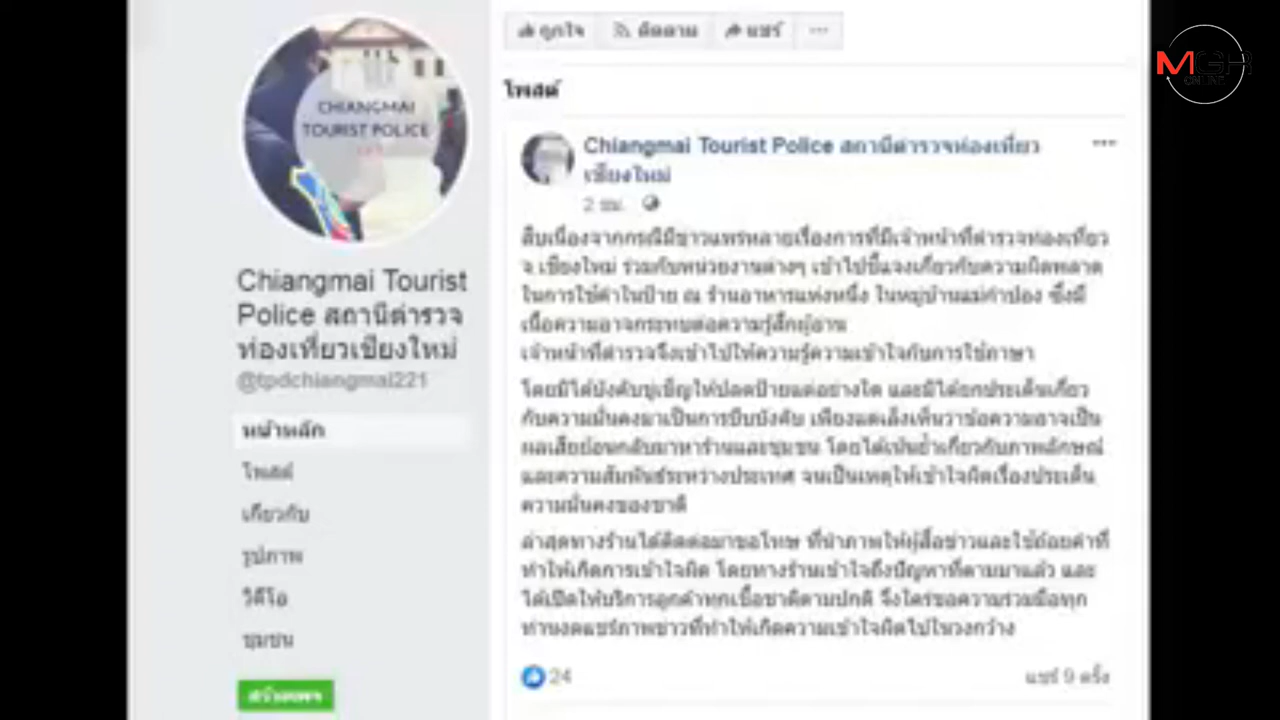 CHIANGMAI
TOURIST POLICE
Chiangmai Tourist
Police สถานีตำรวจ
ท่องเที่ยวเชียงใหม่
@tpdchiangmai221
หน้าหลัก
โพสต์
เกี่ยวกับ
รูปภาพ
วิดีโอ
ชุมชน
สร้างเพจ
ถูกใจ ติดตาม แชร์ ...
โพสต์
Chiangmai Tourist Police สถานีตำรวจท่องเที่ยว
เชียงใหม่
2 ชม.
สืบเนื่องจากกรณีมีข่าวแพร่หลายเรื่องการที่มีเจ้าหน้าที่ตำรวจท่องเที่ยว
จ.เชียงใหม่ ร่วมกับหน่วยงานต่างๆ เข้าไปชี้แจงเกี่ยวกับความผิดพลาด
ในการใช้คำในป้าย ณ ร้านอาหารแห่งหนึ่ง ในหมู่บ้านแม่กำปอง ซึ่งมี
เนื้อความอาจกระทบต่อความรู้สึกผู้อ่าน
เจ้าหน้าที่ตำรวจจึงเข้าไปให้ความรู้ความเข้าใจกับการใช้ภาษา
โดยมิได้บังคับขู่เข็ญให้ปลดป้ายแต่อย่างใด และมิได้ยกประเด็นเกี่ยว
กับความมั่นคงมาเป็นการบีบบังคับ เพียงแต่เล็งเห็นว่าข้อความอาจเป็น
ผลเสียย้อนกลับมาหาร้านและชุมชน โดยได้เน้นย้ำเกี่ยวกับภาพลักษณ์
และความสัมพันธ์ระหว่างประเทศ จนเป็นเหตุให้เข้าใจผิดเรื่องประเด็น
ความมั่นคงของชาติ
ล่าสุดทางร้านได้ติดต่อมาขอโทษ ที่นำภาพให้ผู้สื่อข่าวและใช้ถ้อยคำที่
ทำให้เกิดการเข้าใจผิด โดยทางร้านเข้าใจถึงปัญหาที่ตามมาแล้ว และ
ได้เปิดให้บริการลูกค้าทุกเชื้อชาติตามปกติ จึงใคร่ขอความร่วมมือทุก
ท่านงดแชร์ภาพข่าวที่ทำให้เกิดความเข้าใจผิดไปในวงกว้าง
24
แชร์ 9 ครั้ง
MGR
ONLINE